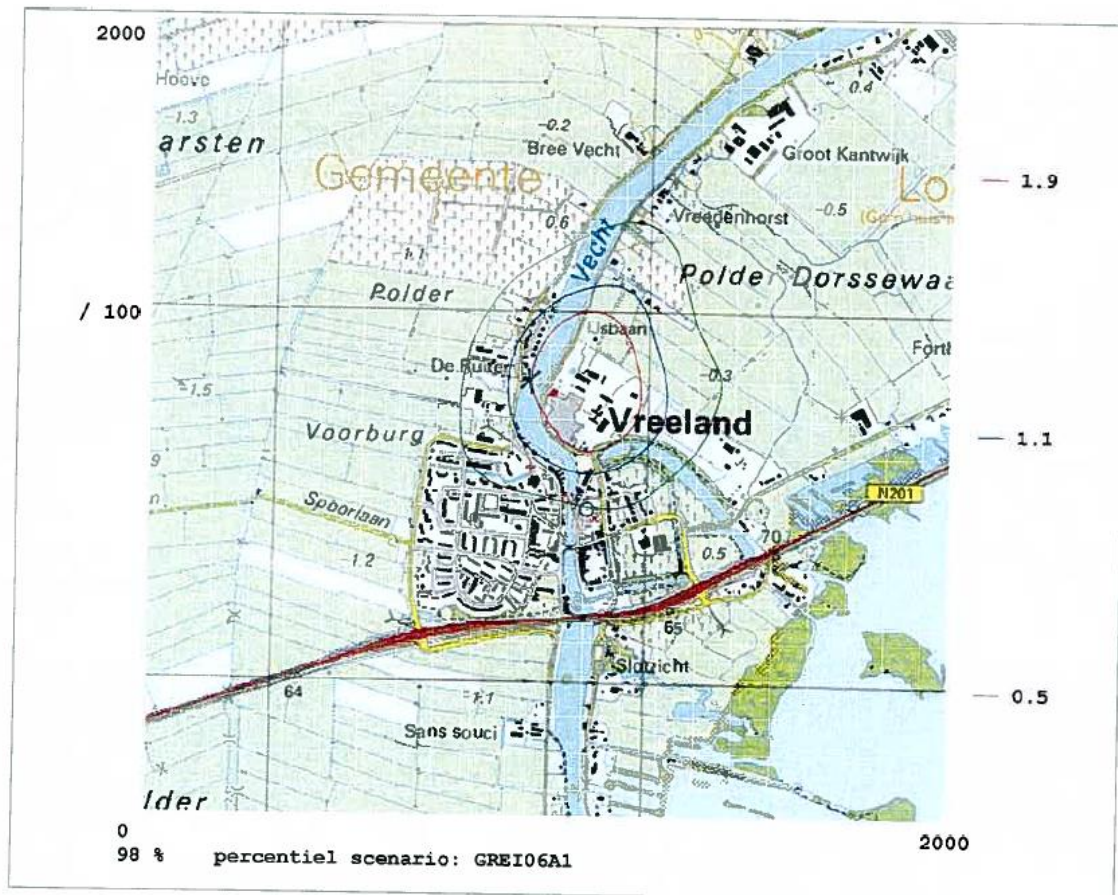 2000
Hoeve
-1.3
arsten
-0.2
Bree Vecht
0.4
Groot Kantwijk
Gemeente
Lo
1.9
0.6
Vreedenhorst
-0.5
Vecht
1.1
Polder
Polder Dorssewaa
/ 100
IJsbaan
De Ruiter
Fort
-0.3
-1.5
Vreeland
Voorburg
1.1
9
N201
Spoorlaan
70
1.2
0.5
65
Slotzicht
64
-1.1
0.5
Sans souci
lder
0
2000
98 % percentiel scenario: GREI06A1